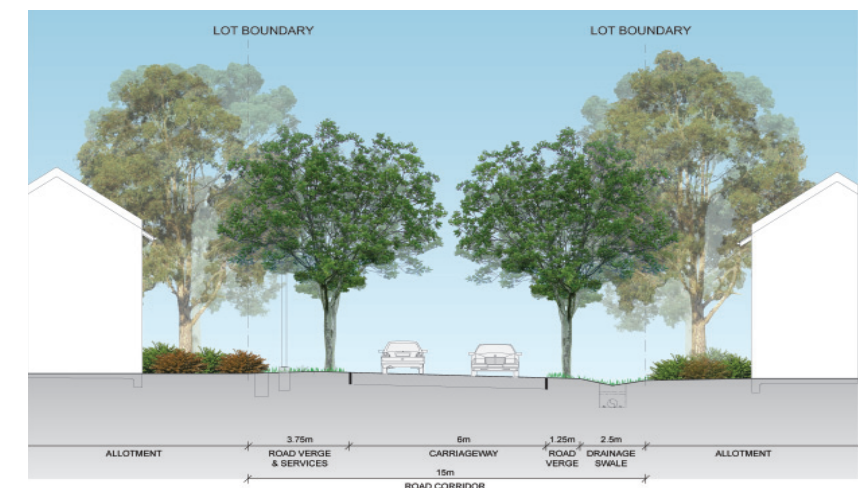 LOT BOUNDARY
LOT BOUNDARY
3.75m
6m
1.25m
2.5m
ALLOTMENT
ROAD VERGE
& SERVICES
CARRIAGEWAY
ROAD
VERGE
DRAINAGE
SWALE
ALLOTMENT
15m
ROAD CORRIDOR